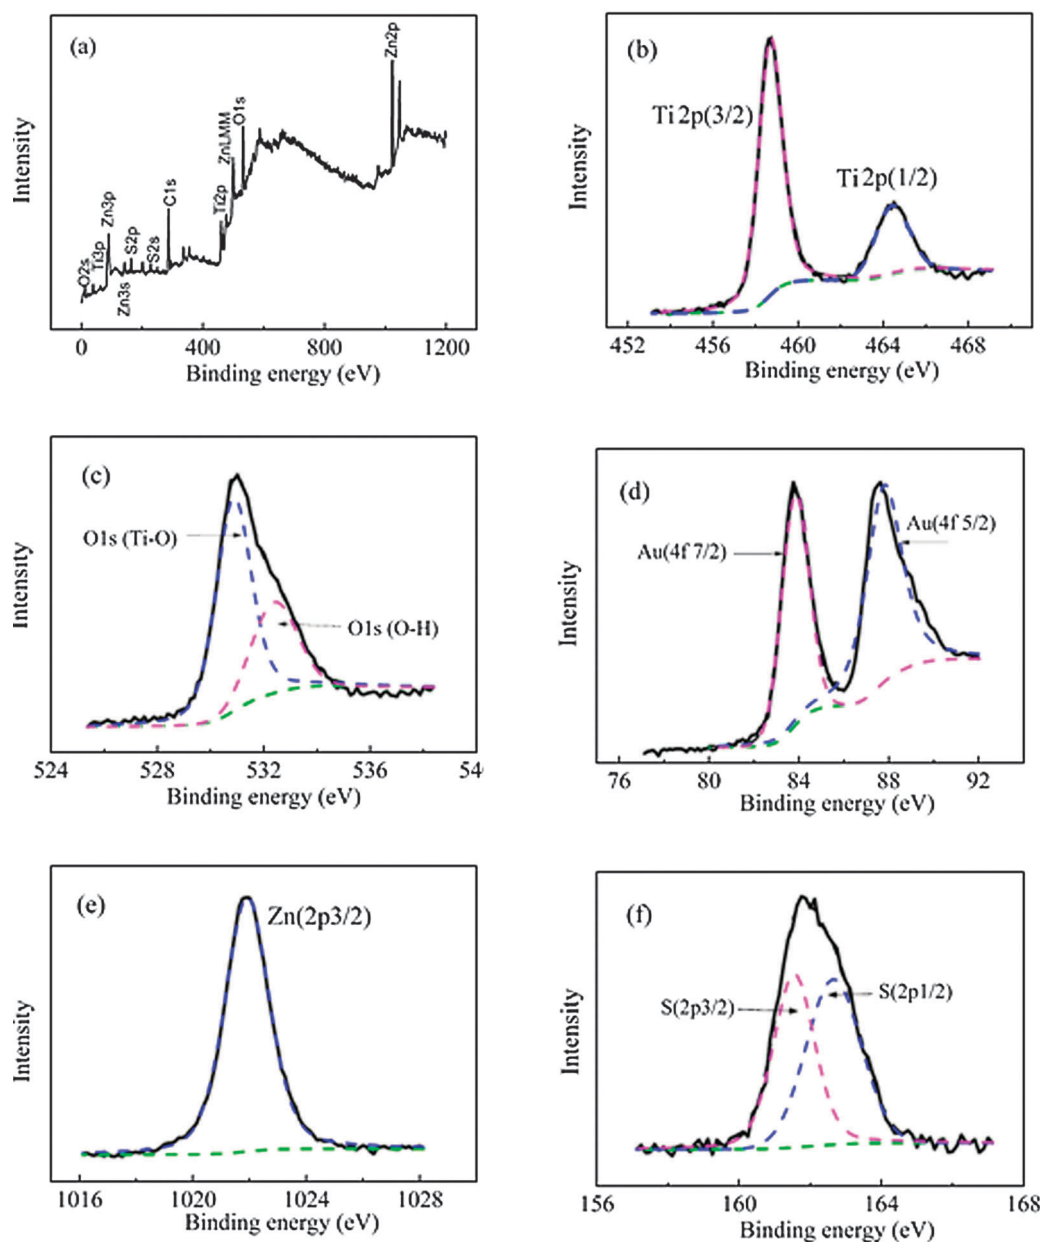 (a)
Intensity
O2s
Ti3p
Zn3p
Zn3s
S2p
S2s
C1s
Ti2p
ZnLMM
O1s
Zn2p
0 400 800 1200
Binding energy (eV)
(b)
Intensity
Ti2p(3/2)
Ti2p(1/2)
452 456 460 464 468
Binding energy (eV)
(c)
Intensity
O1s (Ti-O)
O1s (O-H)
524 528 532 536 54
Binding energy (eV)
(d)
Intensity
Au(4f 7/2)
Au(4f 5/2)
76 80 84 88 92
Binding energy (eV)
(e)
Intensity
Zn(2p3/2)
1016 1020 1024 1028
Binding energy (eV)
(f)
Intensity
S(2p3/2)
S(2p1/2)
156 160 164 168
Binding energy (eV)